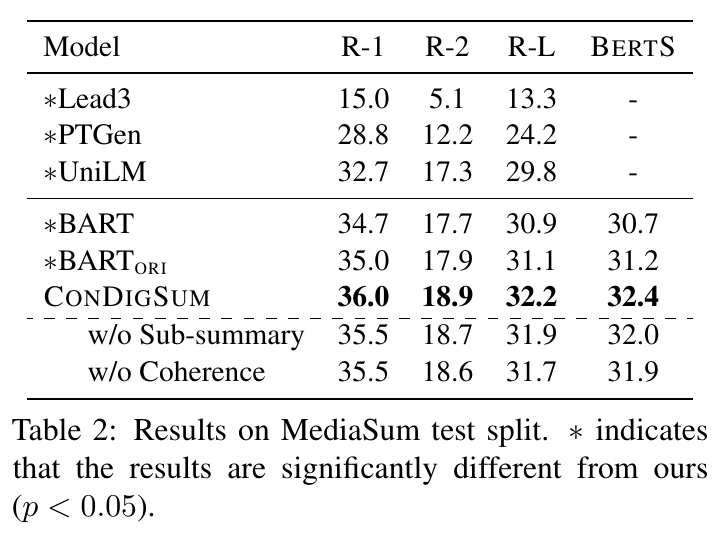 Model R-1 R-2 R-L BERTS
∗Lead3 15.0 5.1 13.3 -
∗PTGen 28.8 12.2 24.2 -
∗UniLM 32.7 17.3 29.8 -
∗BART 34.7 17.7 30.9 30.7
∗BARTORI 35.0 17.9 31.1 31.2
CONDIGSUM 36.0 18.9 32.2 32.4
w/o Sub-summary 35.5 18.7 31.9 32.0
w/o Coherence 35.5 18.6 31.7 31.9
Table 2: Results on MediaSum test split. ∗ indicates
that the results are significantly different from ours
(p < 0.05).